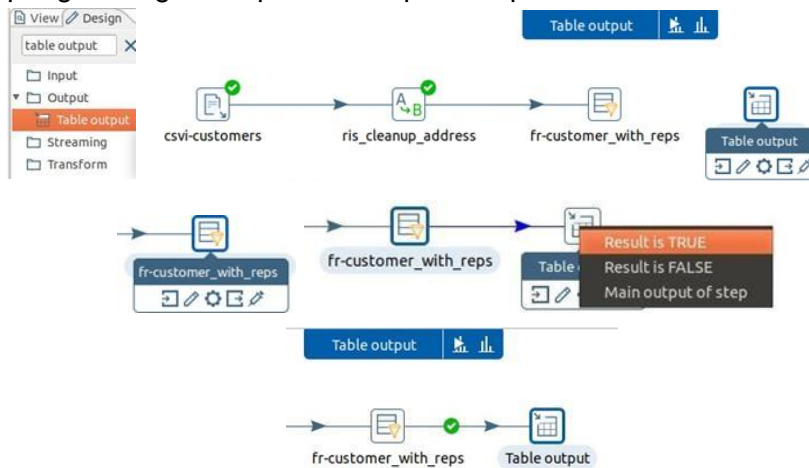 View Design
table output
Input
Output
Table output
Streaming
Transform
Table output
csvi-customers
ris_cleanup_address
fr-customer_with_reps
Table output
fr-customer_with_reps
fr-customer_with_reps
Table
Result is TRUE
Result is FALSE
Main output of step
Table output
fr-customer_with_reps
Table output